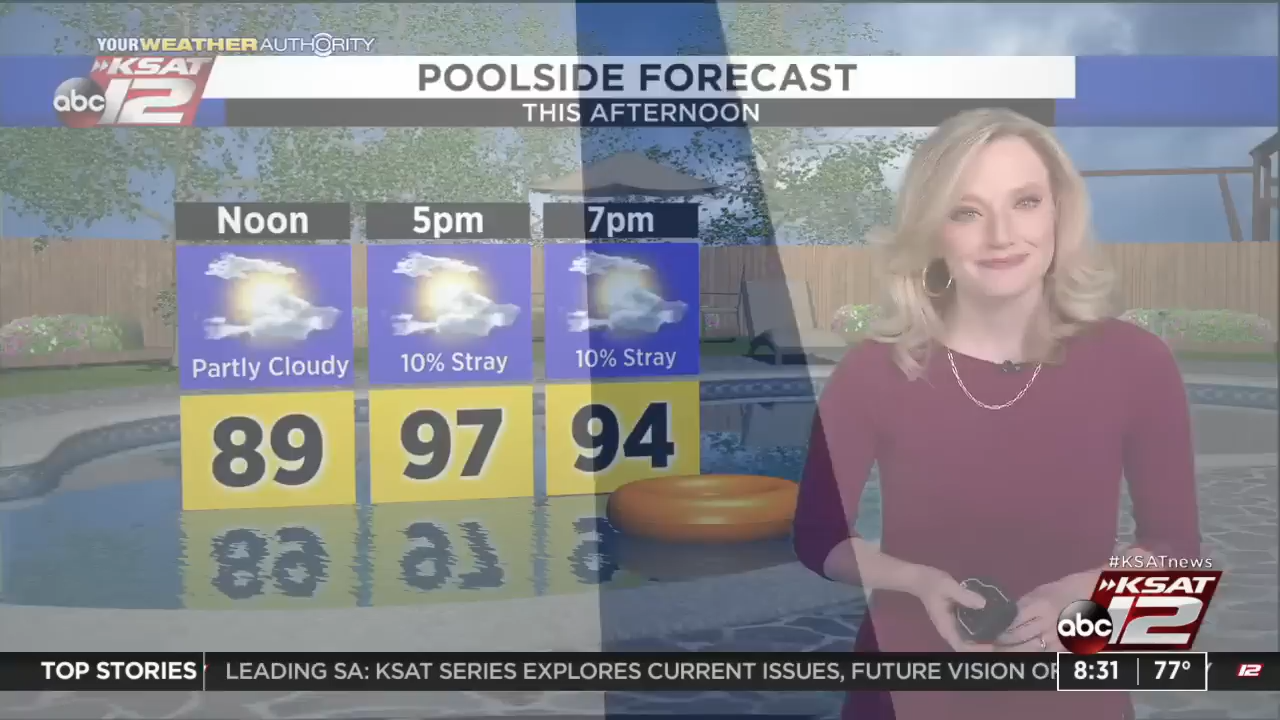 YOUR WEATHER AUTHORITY
KSAT
abc 12
POOLSIDE FORECAST
THIS AFTERNOON
Noon
5pm
7pm
Partly Cloudy
10% Stray
10% Stray
89
97
94
#KSATnews
KSAT
abc 12
TOP STORIES
LEADING SA: KSAT SERIES EXPLORES CURRENT ISSUES, FUTURE VISION
8:31
77°
12